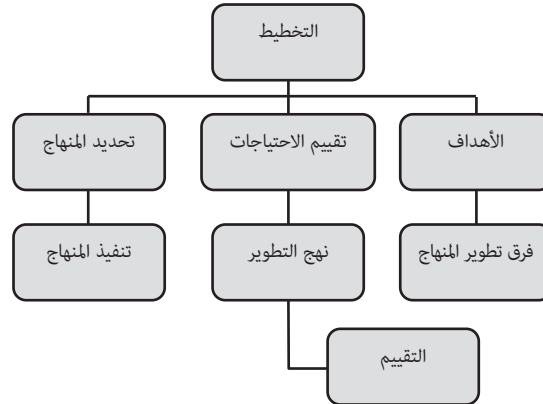 التخطيط
الأهداف
تقييم الاحتياجات
تحديد المنهاج
فرق تطوير المنهاج
نهج التطوير
تنفيذ المنهاج
التقييم